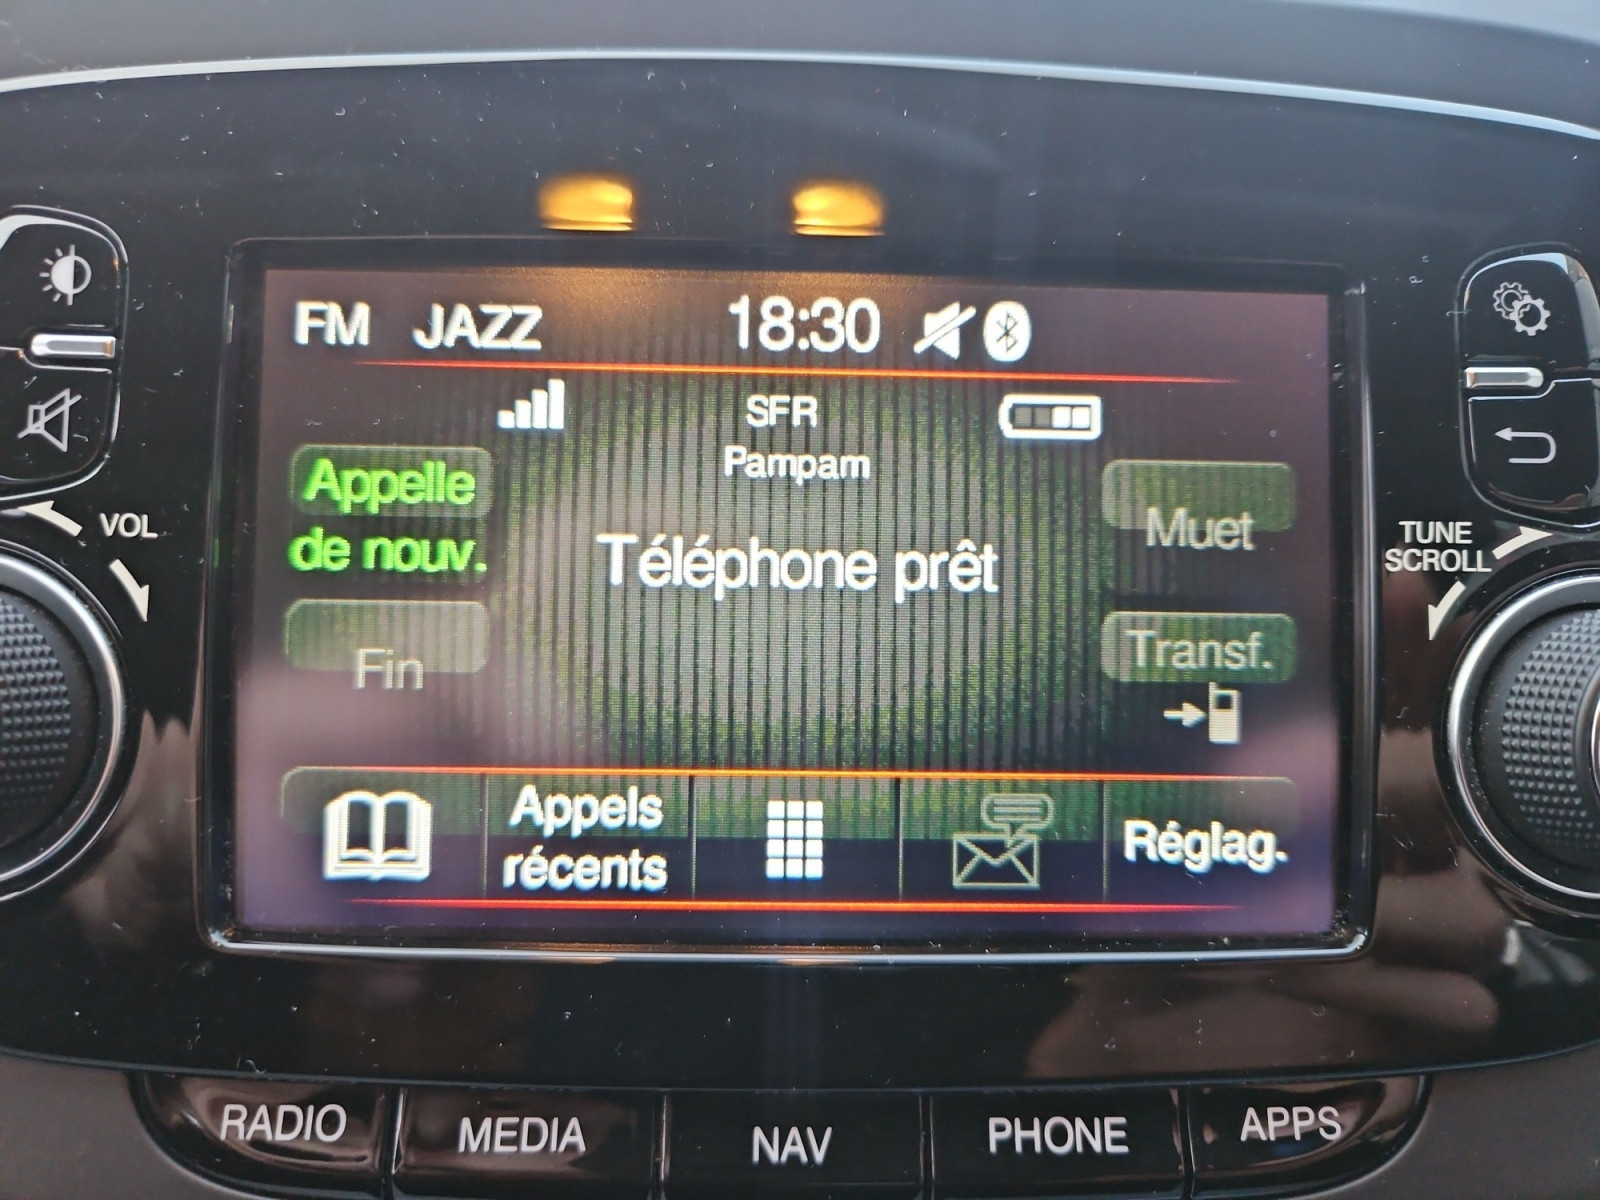 FM JAZZ 18:30
SFR
Pampam
Appelle
de nouv.
Téléphone prêt
Muet
Fin
Transf.
Appels
récents
Réglag.
VOL
TUNE
SCROLL
RADIO
MEDIA
NAV
PHONE
APPS